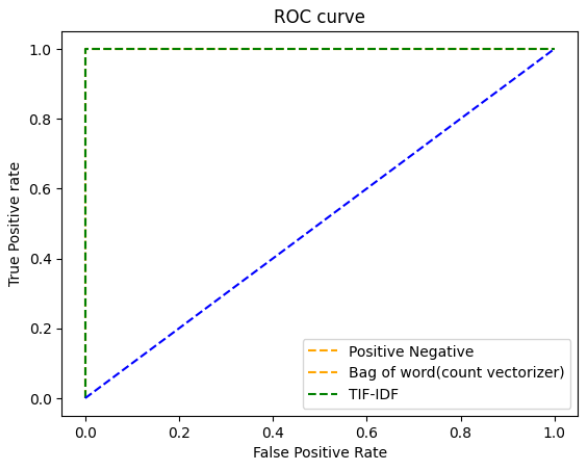 ROC curve
True Positive rate
1.0
0.8
0.6
0.4
0.2
0.0
Positive Negative
Bag of word(count vectorizer)
TIF-IDF
0.0 0.2 0.4 0.6 0.8 1.0
False Positive Rate